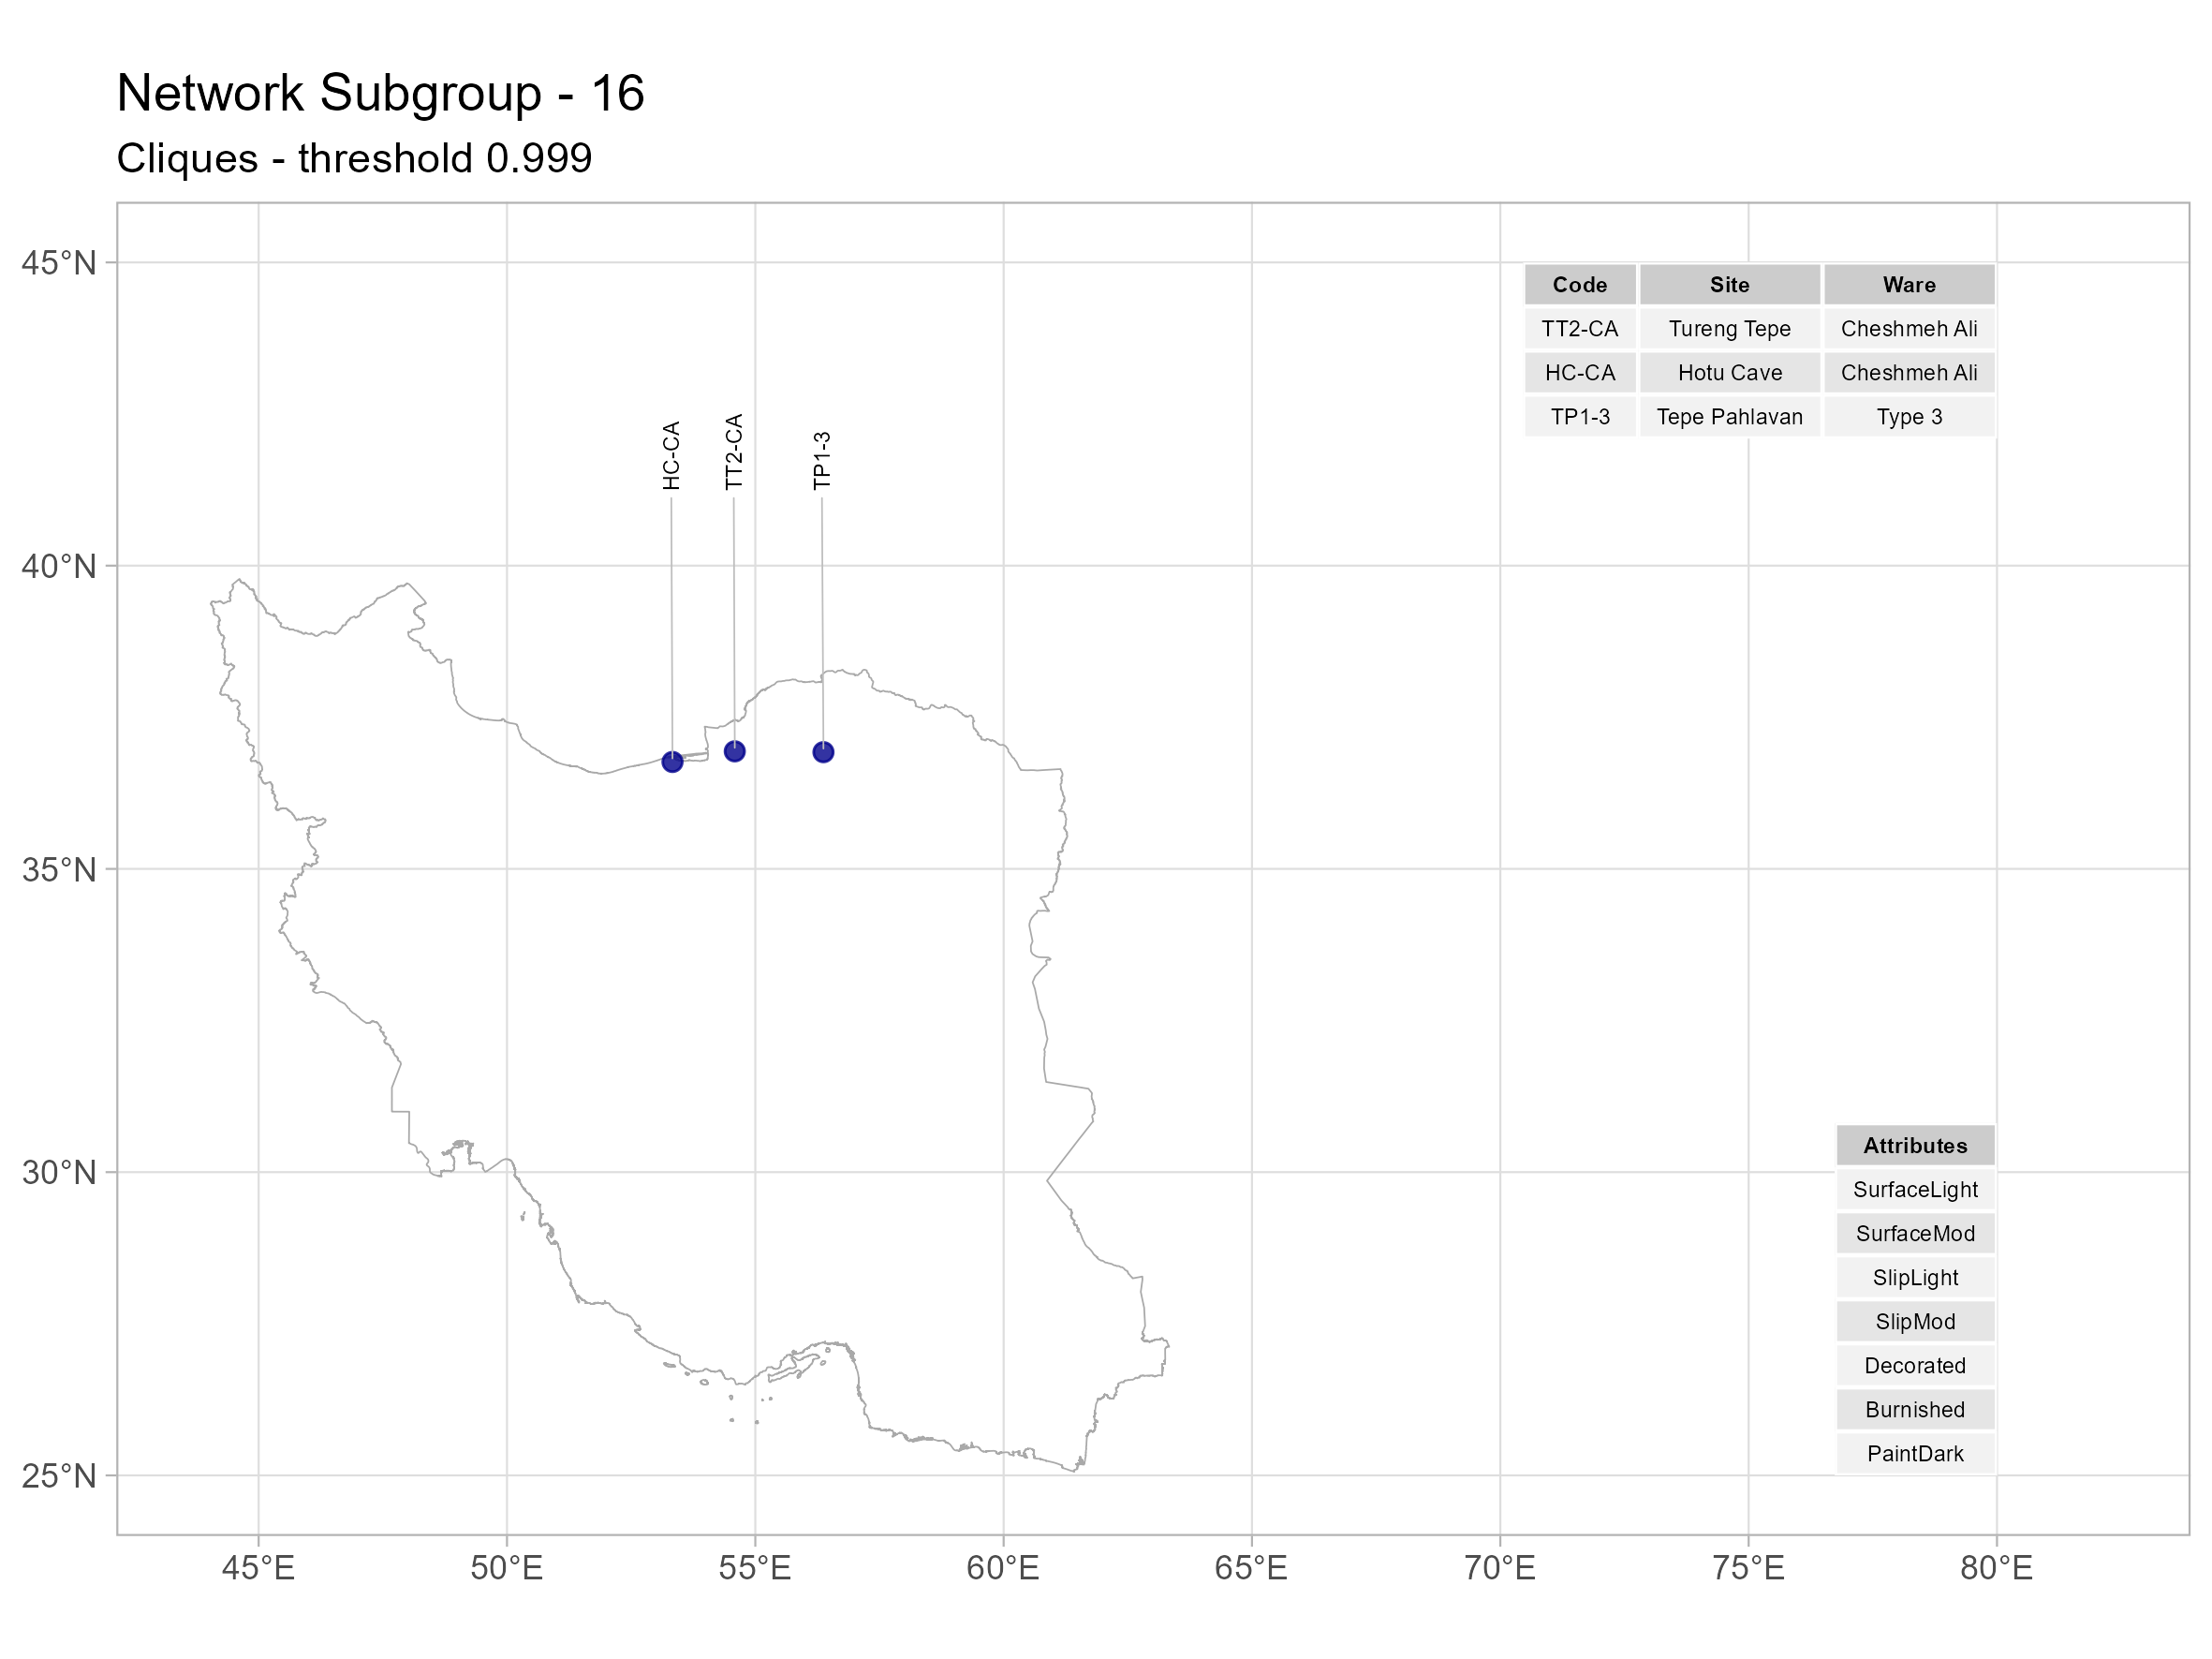 Network Subgroup - 16
Cliques - threshold 0.999
45°N
40°N
35°N
30°N
25°N
45°E 50°E 55°E 60°E 65°E 70°E 75°E 80°E
HC-CA
TT2-CA
TP1-3
Code Site Ware
TT2-CA Tureng Tepe Cheshmeh Ali
HC-CA Hotu Cave Cheshmeh Ali
TP1-3 Tepe Pahlavan Type 3
Attributes
SurfaceLight
SurfaceMod
SlipLight
SlipMod
Decorated
Burnished
PaintDark